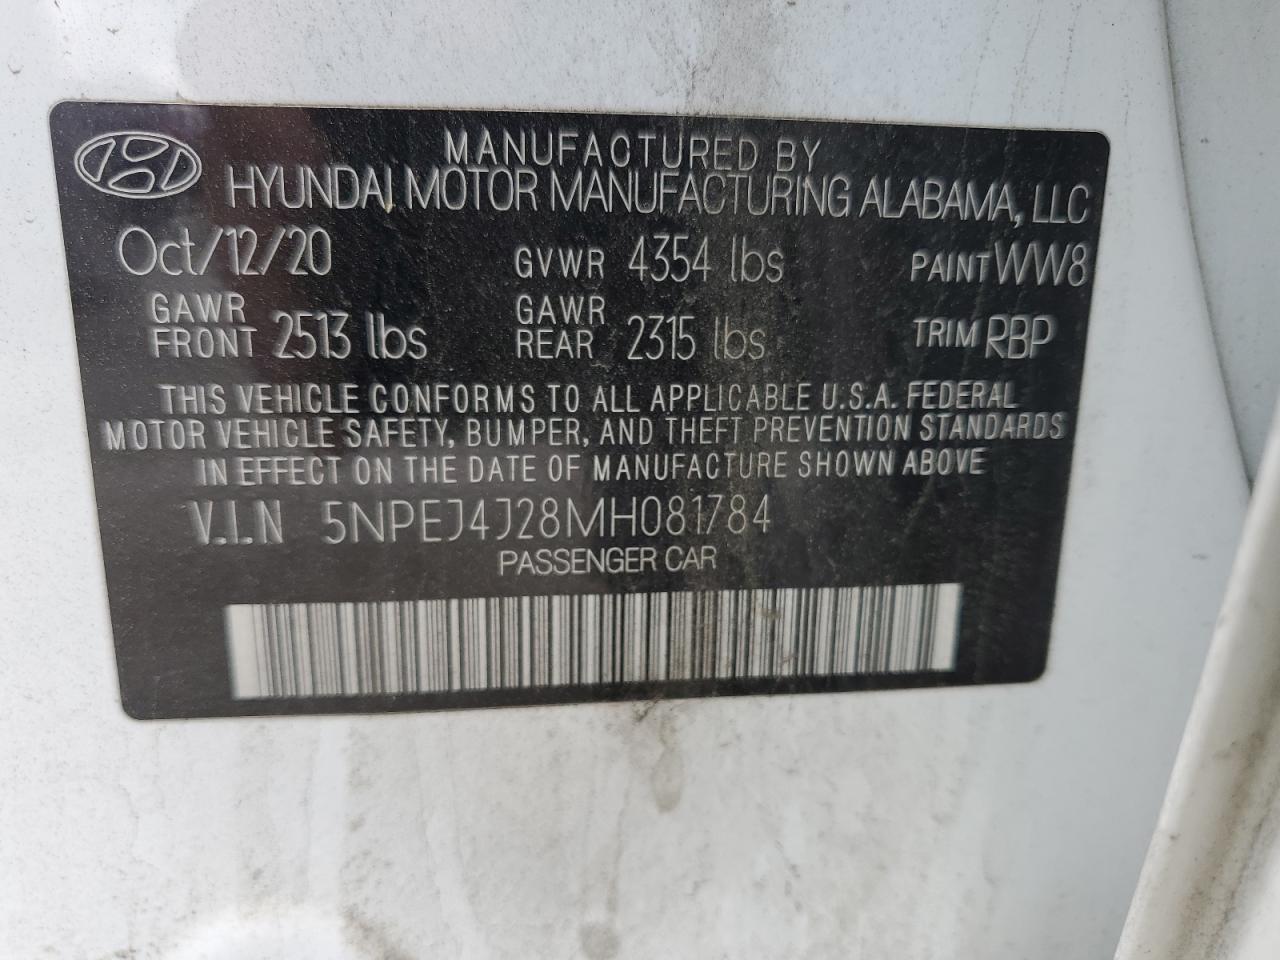 MANUFACTURED BY
HYUNDAI MOTOR MANUFACTURING ALABAMA, LLC
Oct/12/20 GVWR 4354 lbs PAINT WW8
GAWR FRONT 2513 lbs GAWR REAR 2315 lbs TRIM RBP
THIS VEHICLE CONFORMS TO ALL APPLICABLE U.S.A. FEDERAL
MOTOR VEHICLE SAFETY, BUMPER, AND THEFT PREVENTION STANDARDS
IN EFFECT ON THE DATE OF MANUFACTURE SHOWN ABOVE
V.I.N 5NPEJ4J28MH081784
PASSENGER CAR